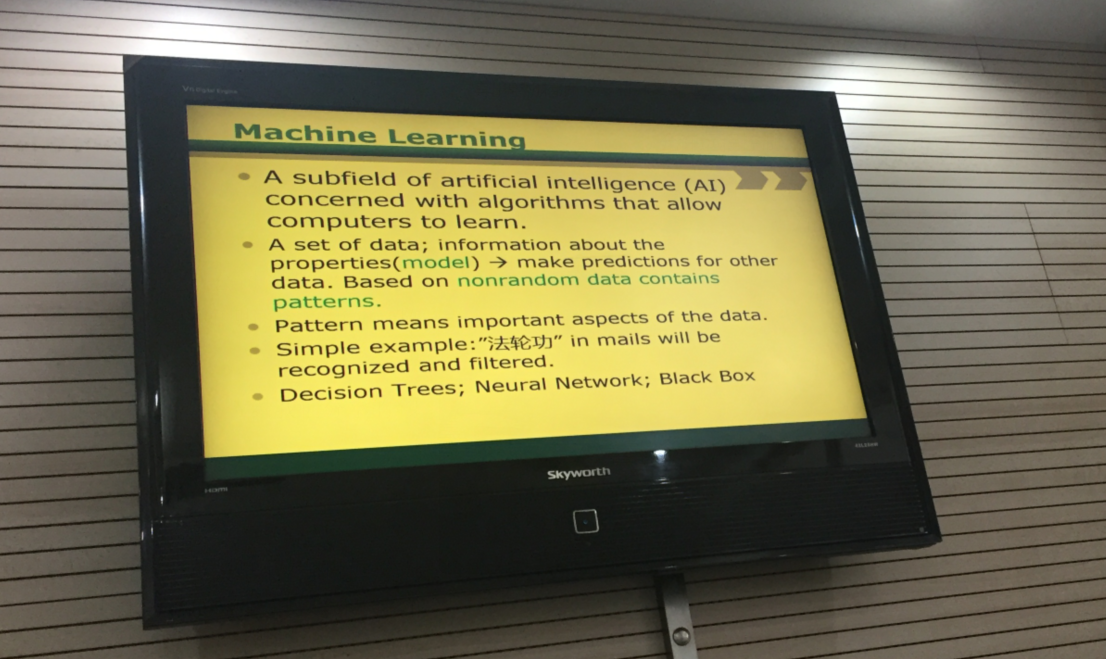 Machine Learning
A subfield of artificial intelligence (AI)
concerned with algorithms that allow
computers to learn.
A set of data; information about the
properties(model) → make predictions for other
data. Based on nonrandom data contains
patterns.
Pattern means important aspects of the data.
Simple example:”法轮功” in mails will be
recognized and filtered.
Decision Trees; Neural Network; Black Box
Skyworth
HDMI